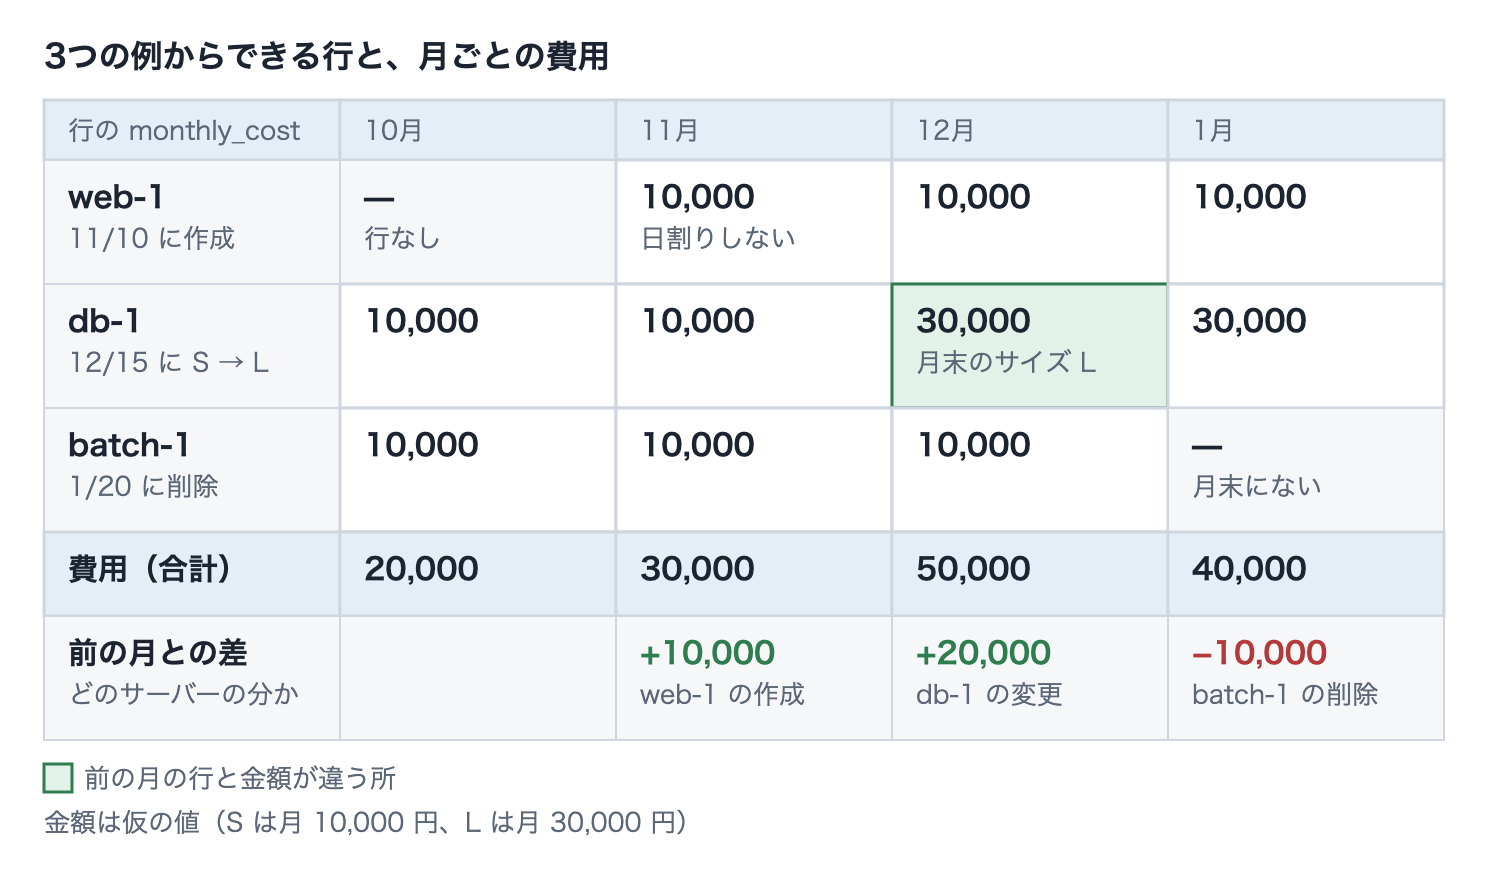 3つの例からできる行と、月ごとの費用
行の monthly_cost 10月 11月 12月 1月
web-1 — 10,000 10,000 10,000
11/10 に作成 行なし 日割りしない
db-1 10,000 10,000 30,000 30,000
12/15 に S → L 月末のサイズ L
batch-1 10,000 10,000 10,000 —
1/20 に削除 月末にない
費用（合計） 20,000 30,000 50,000 40,000
前の月との差 +10,000 +20,000 −10,000
どのサーバーの分か web-1 の作成 db-1 の変更 batch-1 の削除
前の月の行と金額が違う所
金額は仮の値（S は月 10,000 円、L は月 30,000 円）